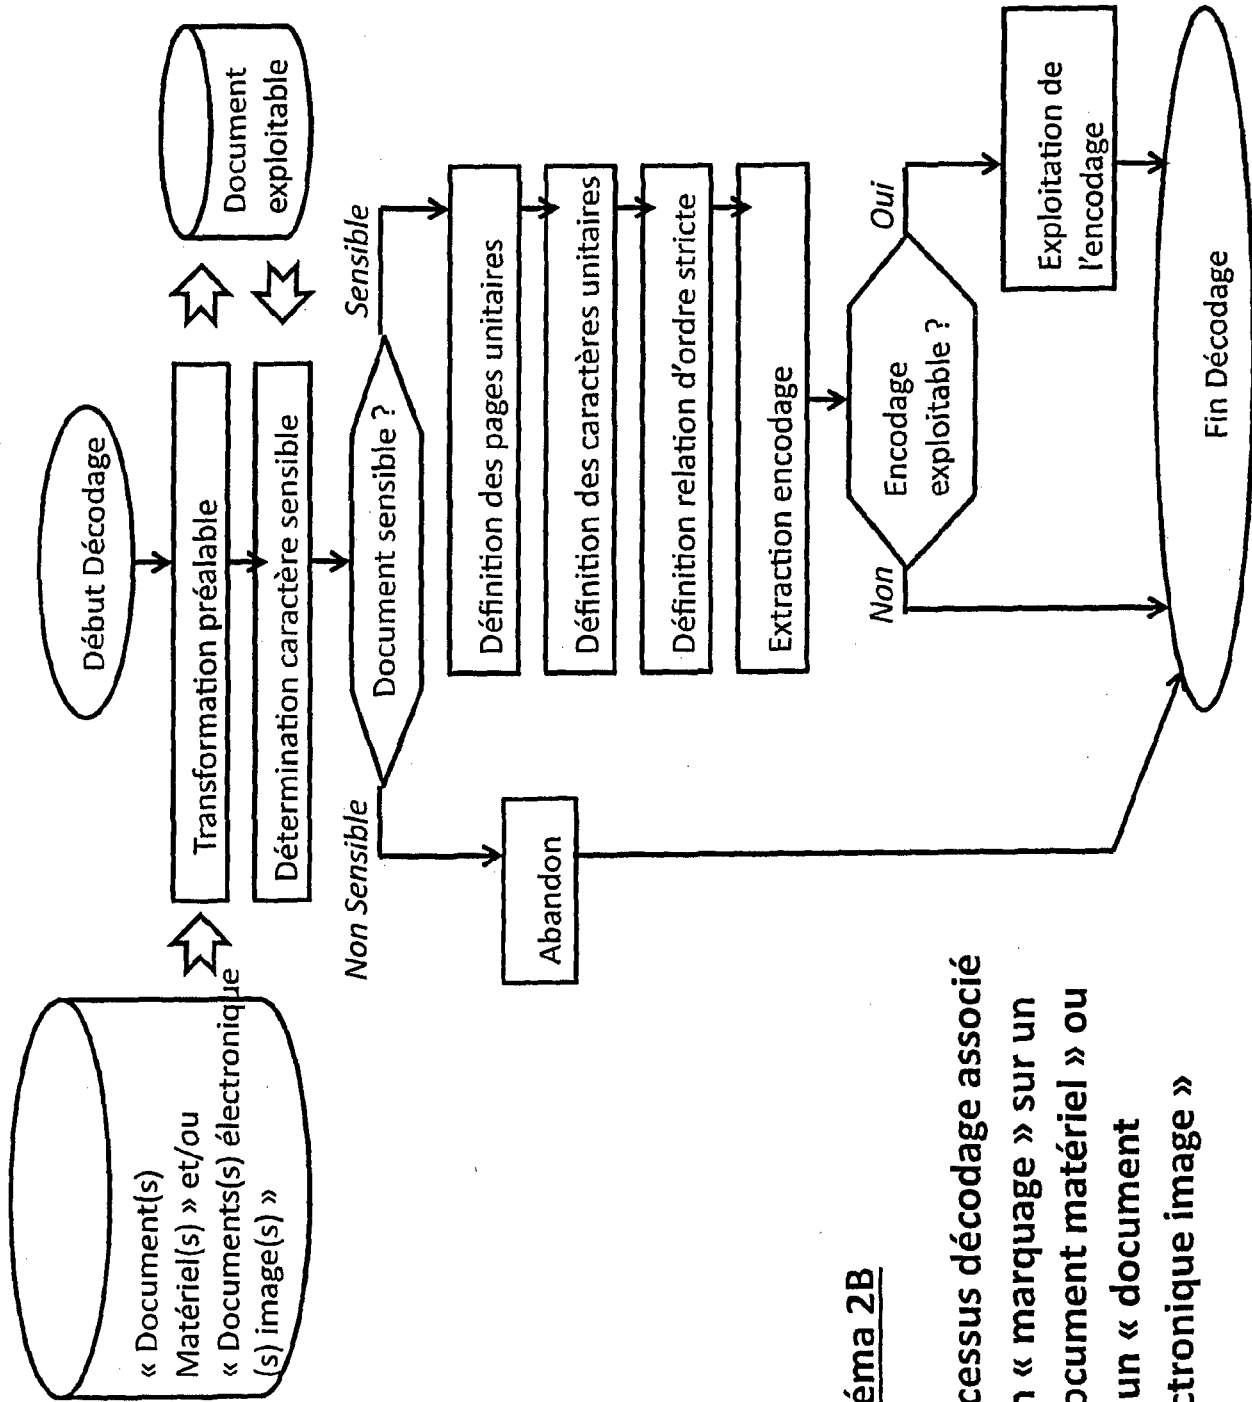 Début Décodage
« Document(s)
Matériel(s) » et/ou
« Documents(s) électronique
(s) image(s) »
Transformation préalable
Document
exploitable
Détermination caractère sensible
Document sensible ?
Non Sensible
Sensible
Abandon
Définition des pages unitaires
Définition des caractères unitaires
Définition relation d'ordre stricte
Extraction encodage
Encodage
exploitable ?
Non
Oui
Exploitation de
l'encodage
Fin Décodage
éma 2B
cessus décodage associé
n « marquage » sur un
ocument matériel » ou
un « document
ctronique image »